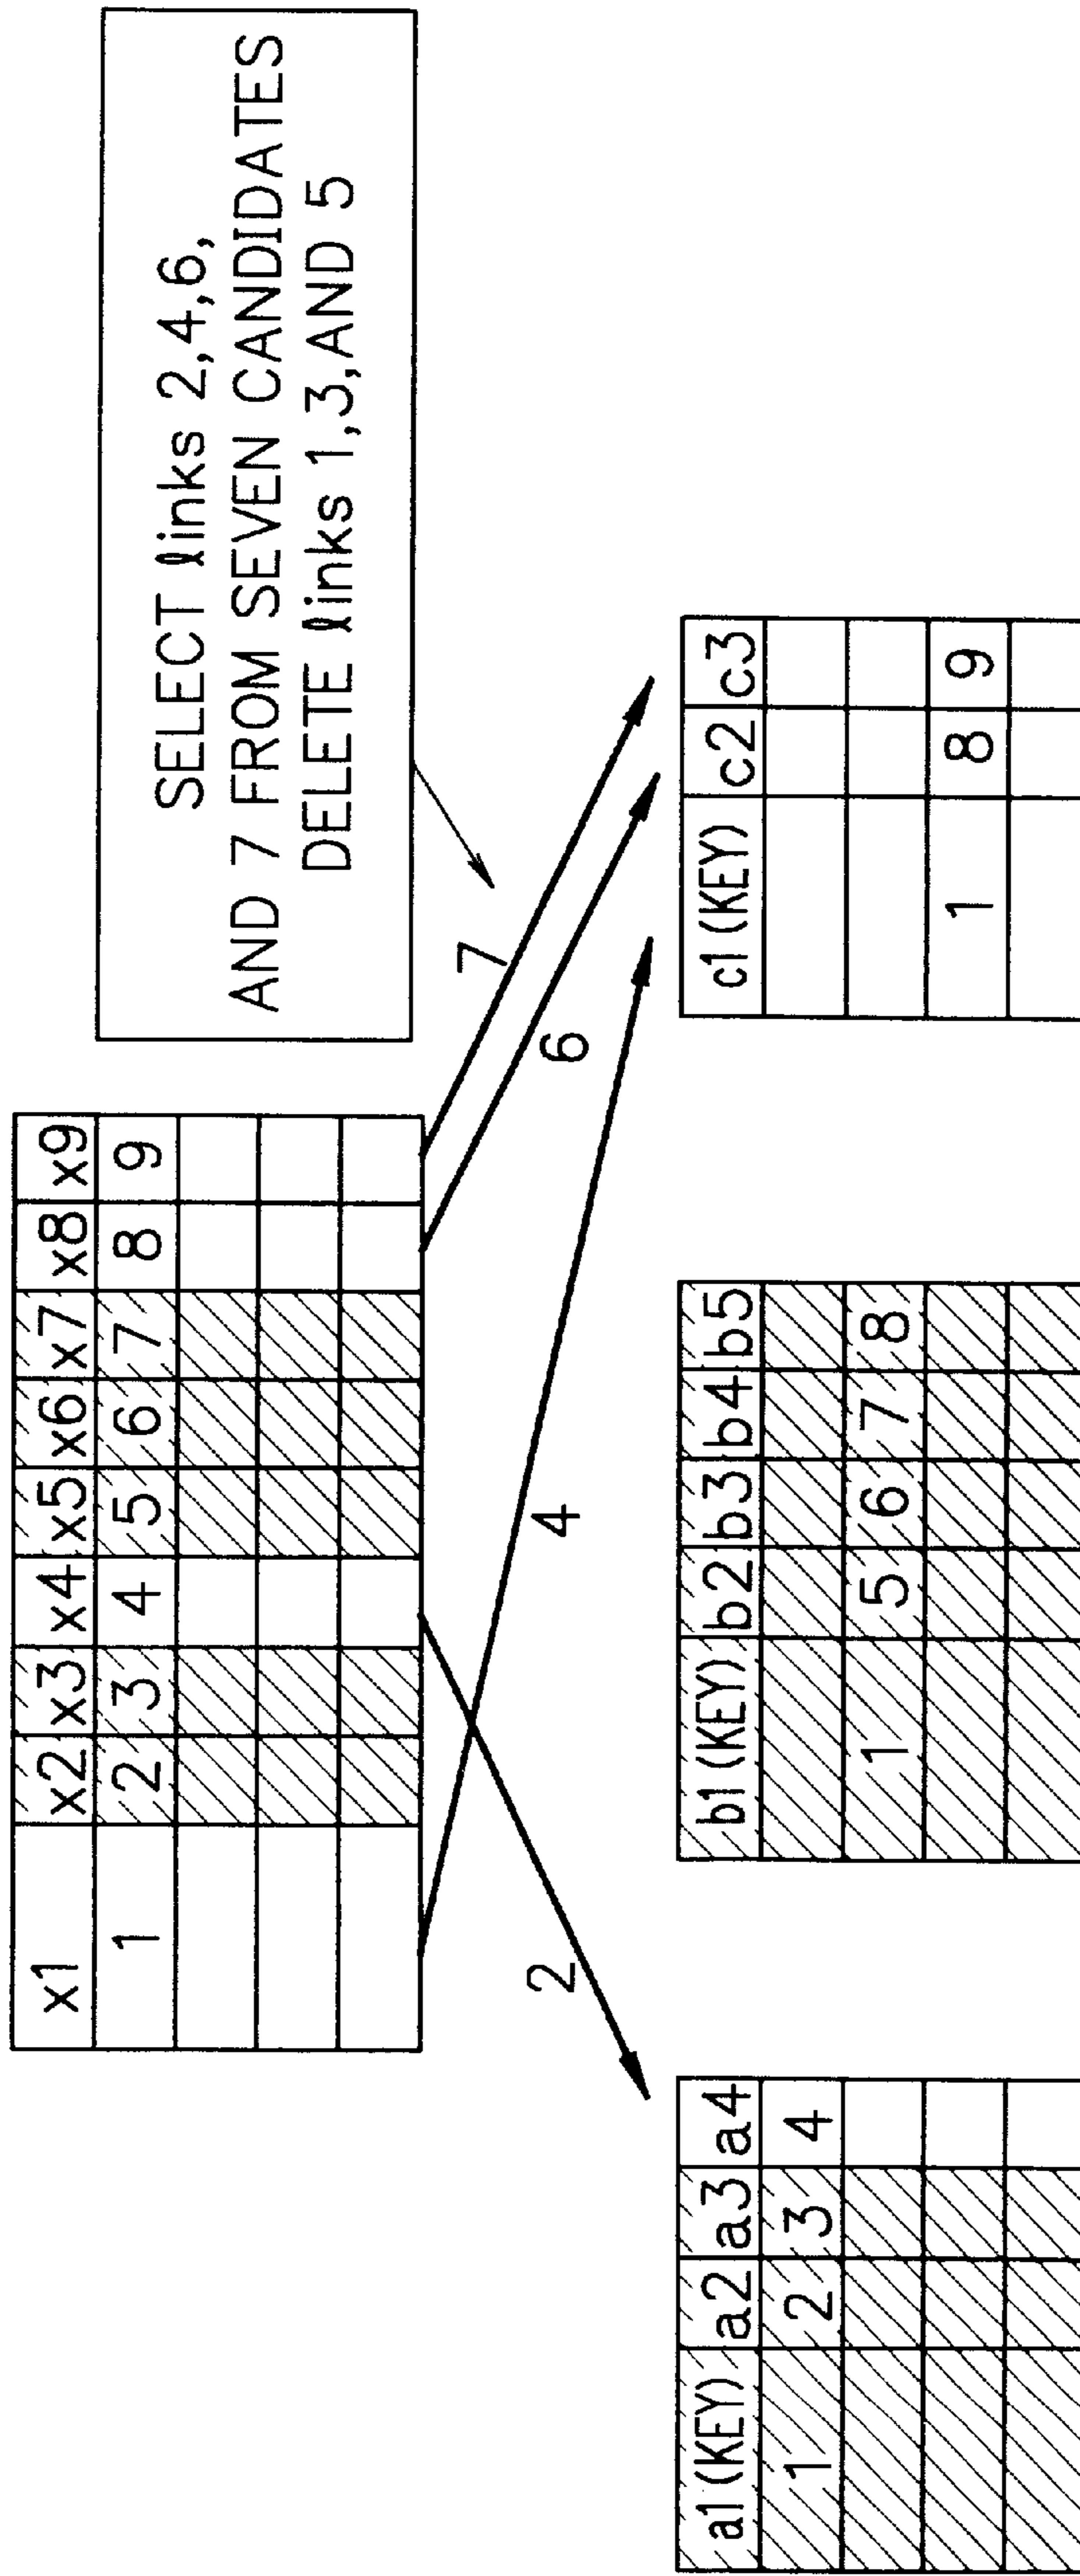 x1 x2 x3 x4 x5 x6 x7 x8 x9
1 2 3 4 5 6 7 8 9
SELECT links 2,4,6,
AND 7 FROM SEVEN CANDIDATES
DELETE links 1,3,AND 5
2
4
6
7
a1(KEY) a2 a3 a4
1 2 3 4
b1(KEY) b2 b3 b4 b5
1 5 6 7 8
c1(KEY) c2 c3
1 8 9